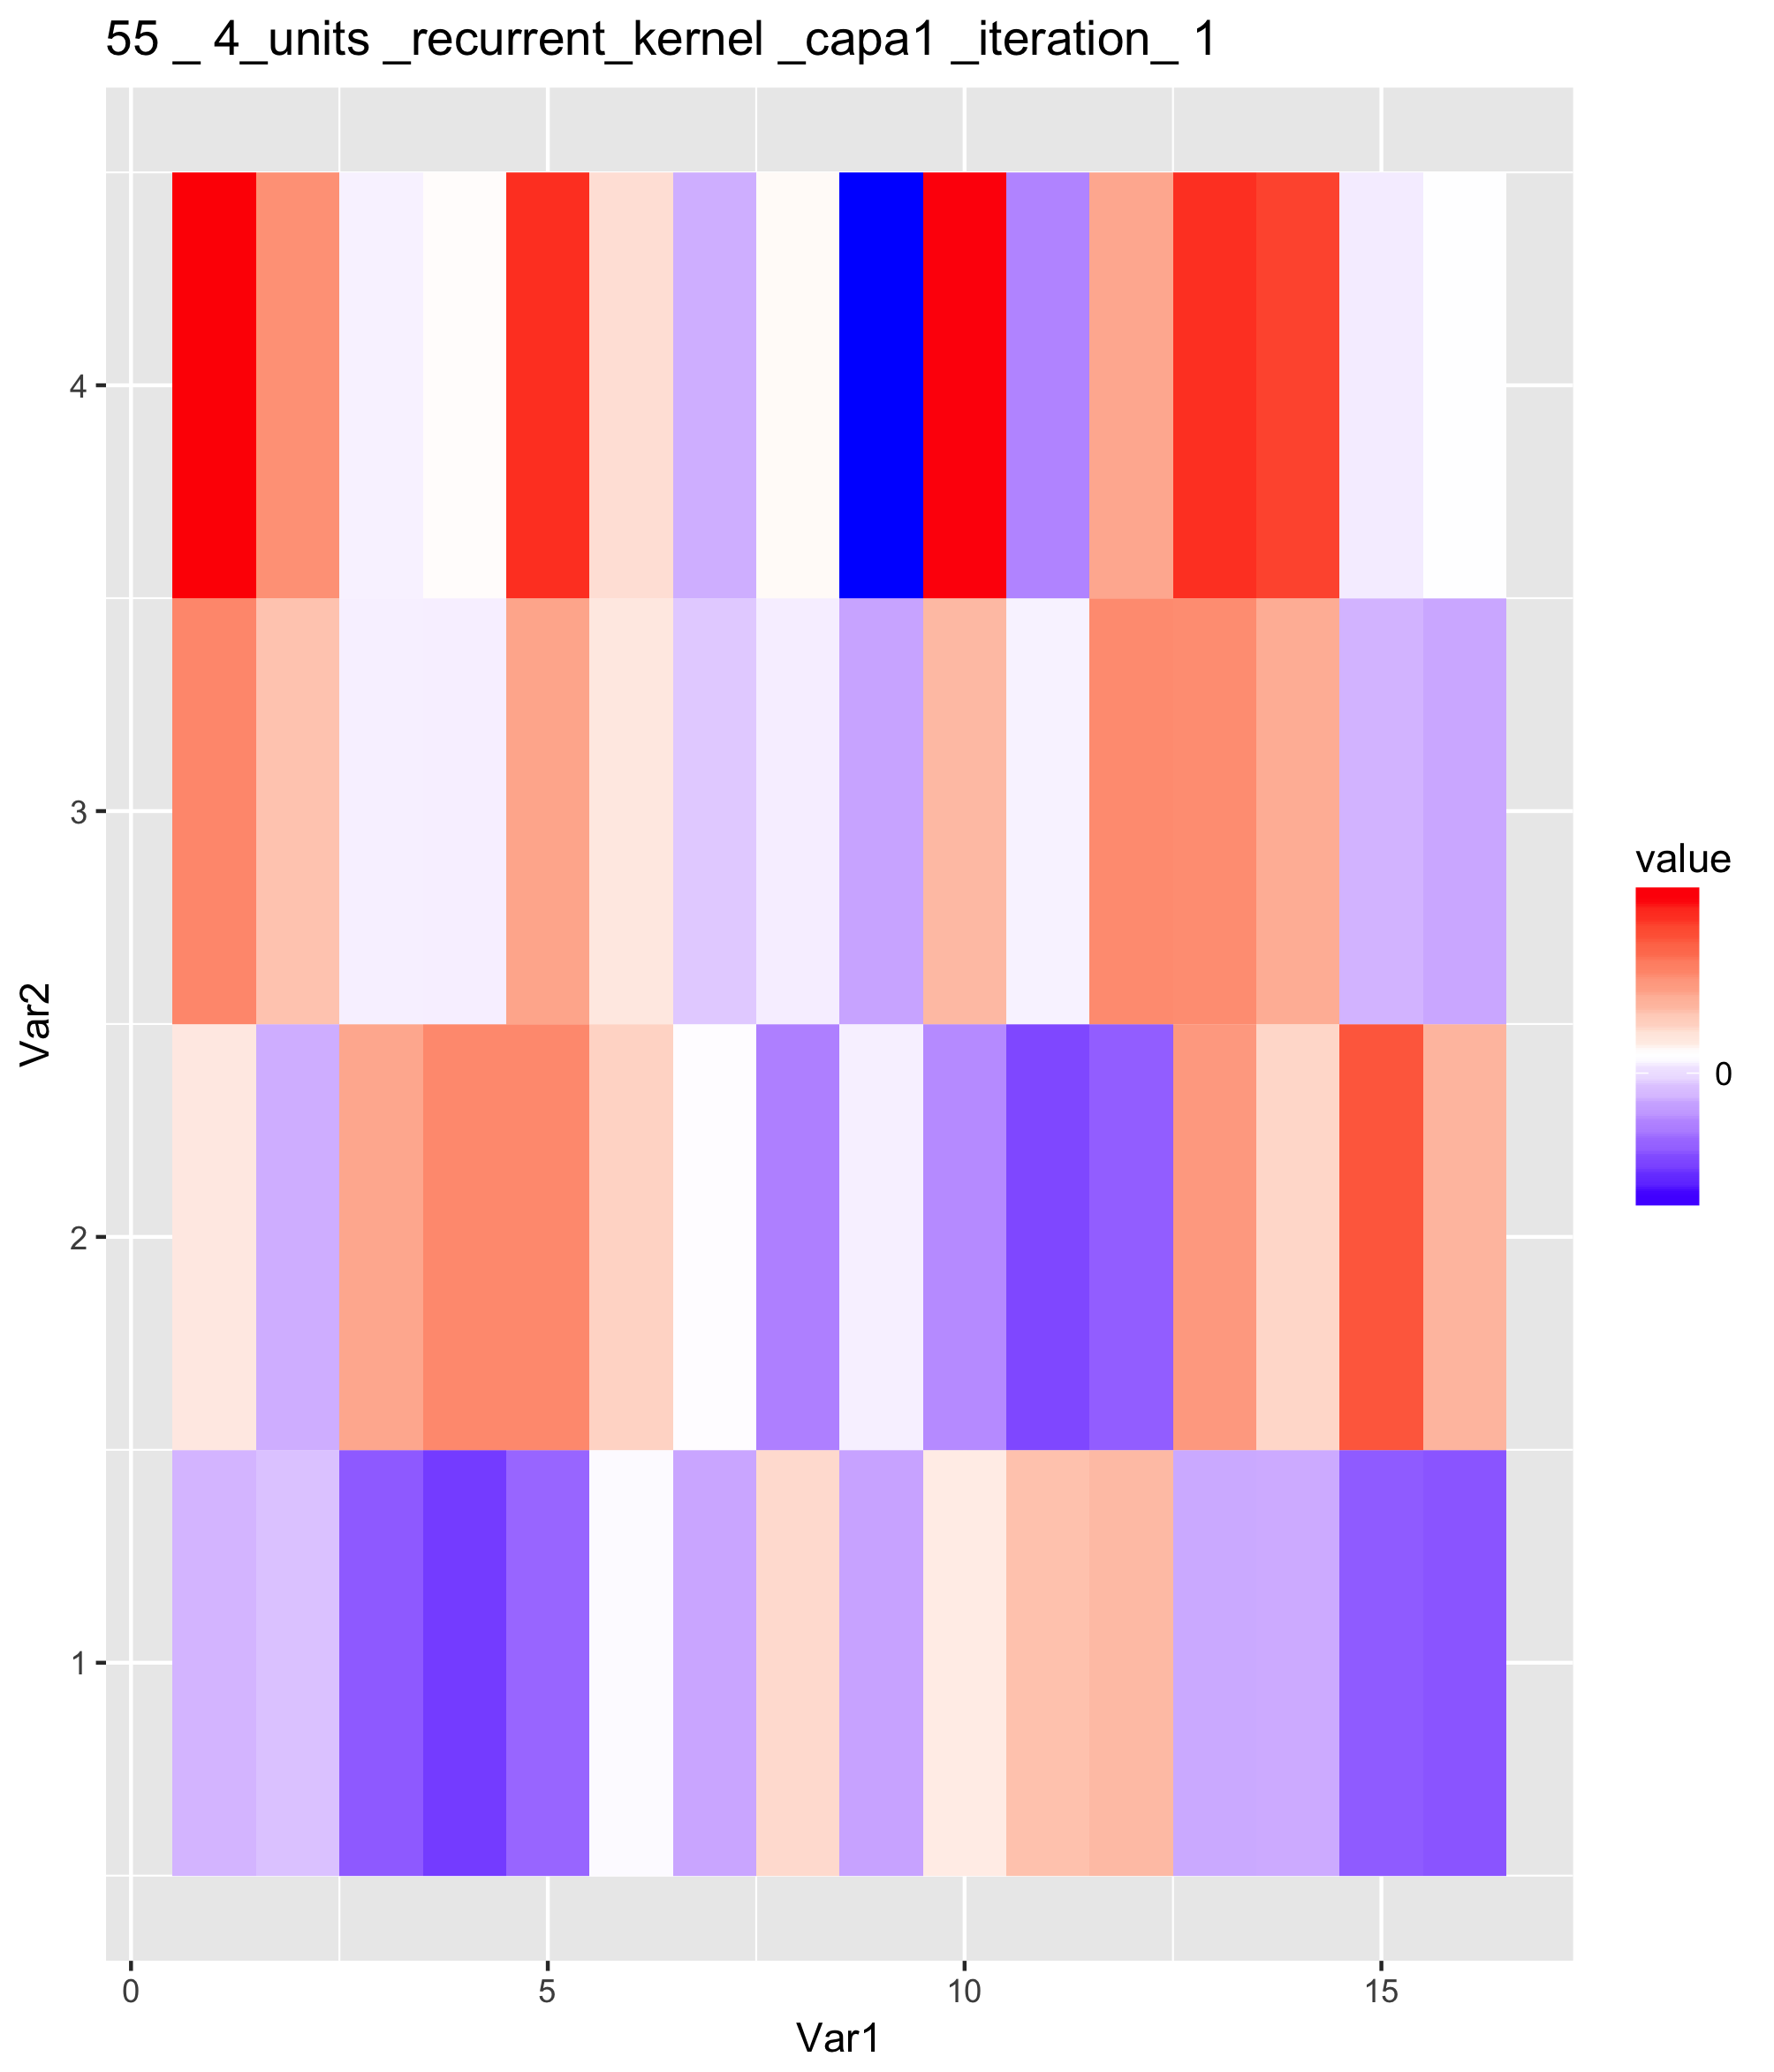 55 _ 4_units _recurrent_kernel _capa1 _iteration_ 1
4
3
2
1
Var2
0
5
10
15
Var1
value
0